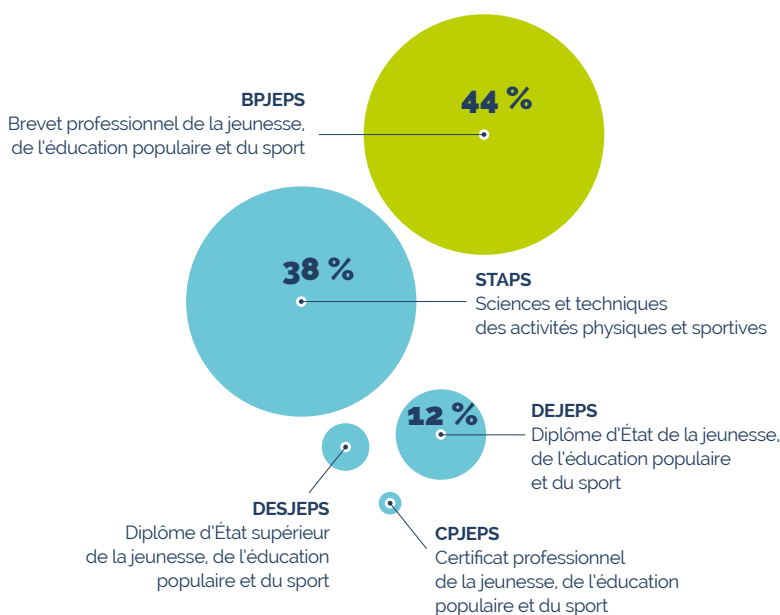 44 %
BPJEPS
Brevet professionnel de la jeunesse,
de l'éducation populaire et du sport
38 %
STAPS
Sciences et techniques
des activités physiques et sportives
12 %
DEJEPS
Diplôme d'État de la jeunesse,
de l'éducation populaire
et du sport
DESJEPS
Diplôme d'État supérieur
de la jeunesse, de l'éducation
populaire et du sport
CPJEPS
Certificat professionnel
de la jeunesse, de l'éducation
populaire et du sport